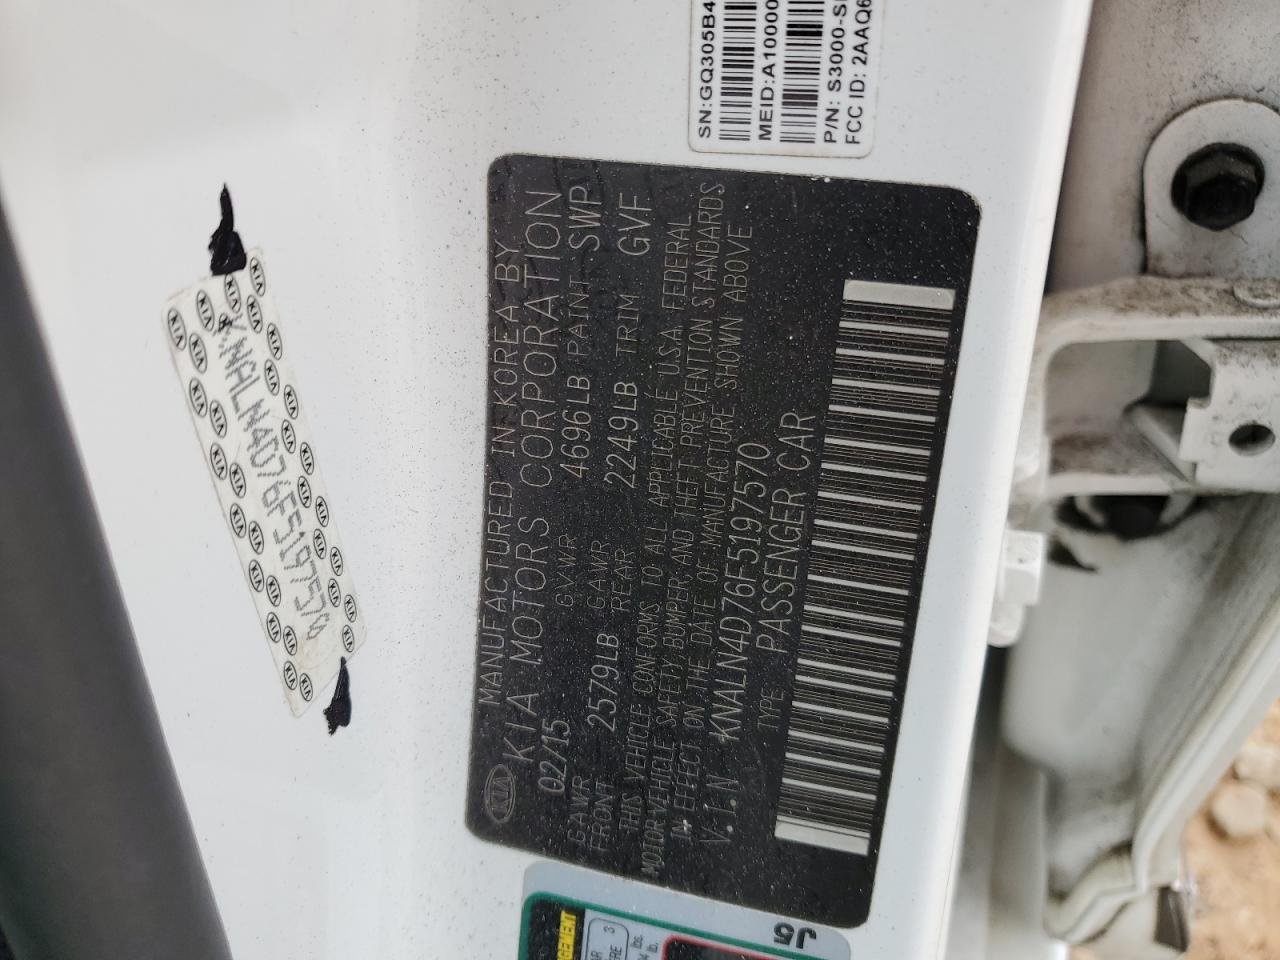 SN:GQ305B4
MEID:A10000
P/N: S3000-
FCC ID: 2AAQ6
MANUFACTURED IN KOREA BY
KIA KIA MOTORS CORPORATION
02/15 GVWR 4696LB PAINT SWP
GAWR FRONT 2579LB GAWR REAR 2249LB TRIM GVF
THIS VEHICLE CONFORMS TO ALL APPLICABLE U.S.A. FEDERAL
MOTOR VEHICLE SAFETY BUMPER, AND THEFT PREVENTION STANDARDS
IN EFFECT ON THE DATE OF MANUFACTURE SHOWN ABOVE
V.I.N KNALN4D76F5197570
TYPE: PASSENGER CAR
KNALN4D76F5197570
J5